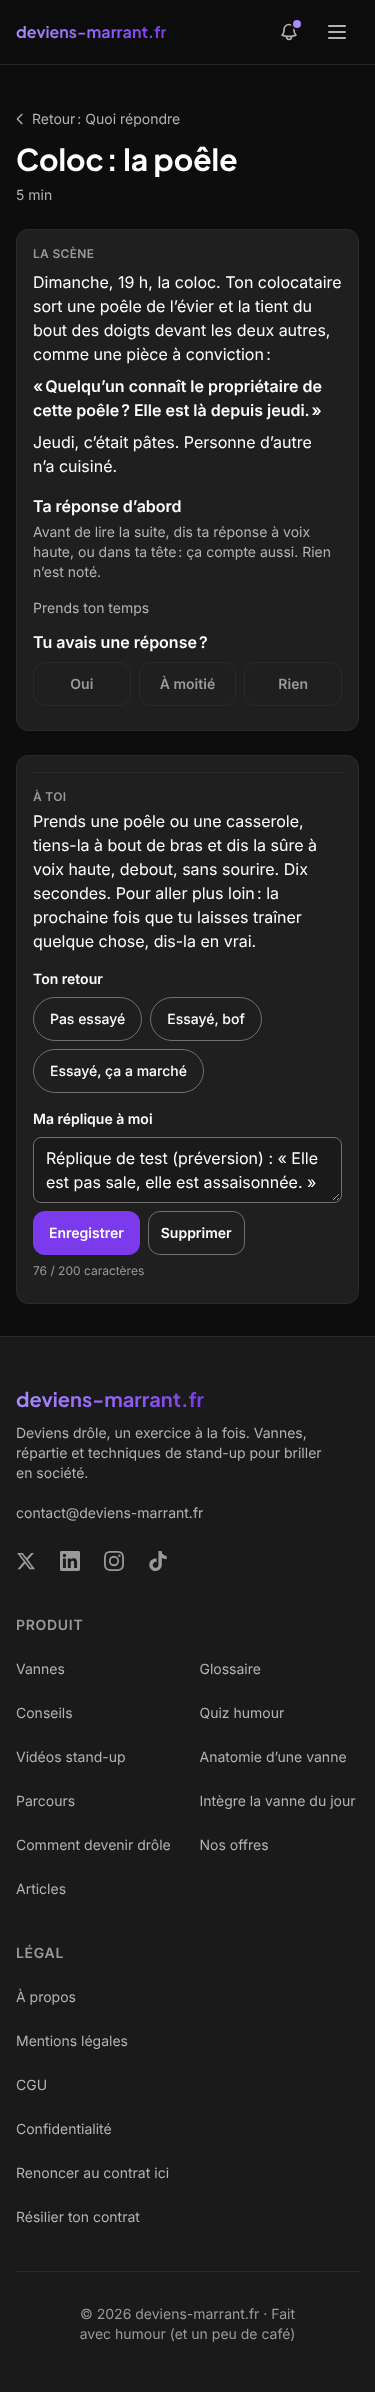 deviens-marrant.fr
Retour : Quoi répondre
Coloc : la poêle
5 min
LA SCÈNE
Dimanche, 19 h, la coloc. Ton colocataire
sort une poêle de l’évier et la tient du
bout des doigts devant les deux autres,
comme une pièce à conviction :
« Quelqu’un connaît le propriétaire de
cette poêle ? Elle est là depuis jeudi. »
Jeudi, c’était pâtes. Personne d’autre
n’a cuisiné.
Ta réponse d’abord
Avant de lire la suite, dis ta réponse à voix
haute, ou dans ta tête : ça compte aussi. Rien
n’est noté.
Prends ton temps
Tu avais une réponse ?
Oui
À moitié
Rien
À TOI
Prends une poêle ou une casserole,
tiens-la à bout de bras et dis la sûre à
voix haute, debout, sans sourire. Dix
secondes. Pour aller plus loin : la
prochaine fois que tu laisses traîner
quelque chose, dis-la en vrai.
Ton retour
Pas essayé
Essayé, bof
Essayé, ça a marché
Ma réplique à moi
Réplique de test (préversion) : « Elle
est pas sale, elle est assaisonnée. »
Enregistrer
Supprimer
76 / 200 caractères
deviens-marrant.fr
Deviens drôle, un exercice à la fois. Vannes,
répartie et techniques de stand-up pour briller
en société.
contact@deviens-marrant.fr
PRODUIT
Vannes
Glossaire
Conseils
Quiz humour
Vidéos stand-up
Anatomie d’une vanne
Parcours
Intègre la vanne du jour
Comment devenir drôle
Nos offres
Articles
LÉGAL
À propos
Mentions légales
CGU
Confidentialité
Renoncer au contrat ici
Résilier ton contrat
© 2026 deviens-marrant.fr · Fait
avec humour (et un peu de café)